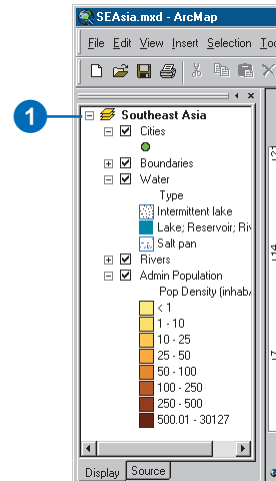 SEAsia.mxd - ArcMap
File Edit View Insert Selection
1
Southeast Asia
Cities
Boundaries
Water
Type
Intermittent lake
Lake; Reservoir;
Salt pan
Rivers
Admin Population
Pop Density
< 1
1 - 10
10 - 25
25 - 50
50 - 100
100 - 250
250 - 500
500.01 - 30127
Display Source